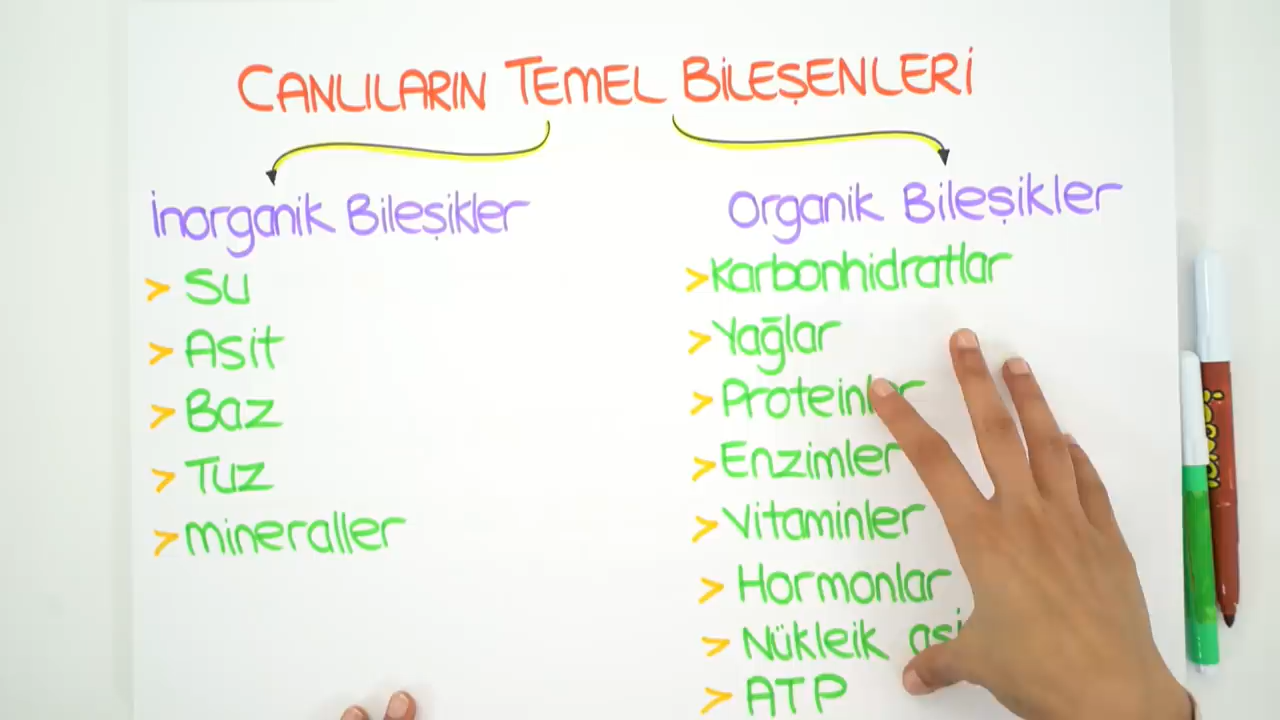 CANLILARIN TEMEL BİLEŞENLERİ
İnorganik Bileşikler
> Su
> Asit
> Baz
> Tuz
> mineraller
Organik Bileşikler
> Karbonhidratlar
> Yağlar
> Proteinler
> Enzimler
> Vitaminler
> Hormonlar
> Nükleik
> ATP